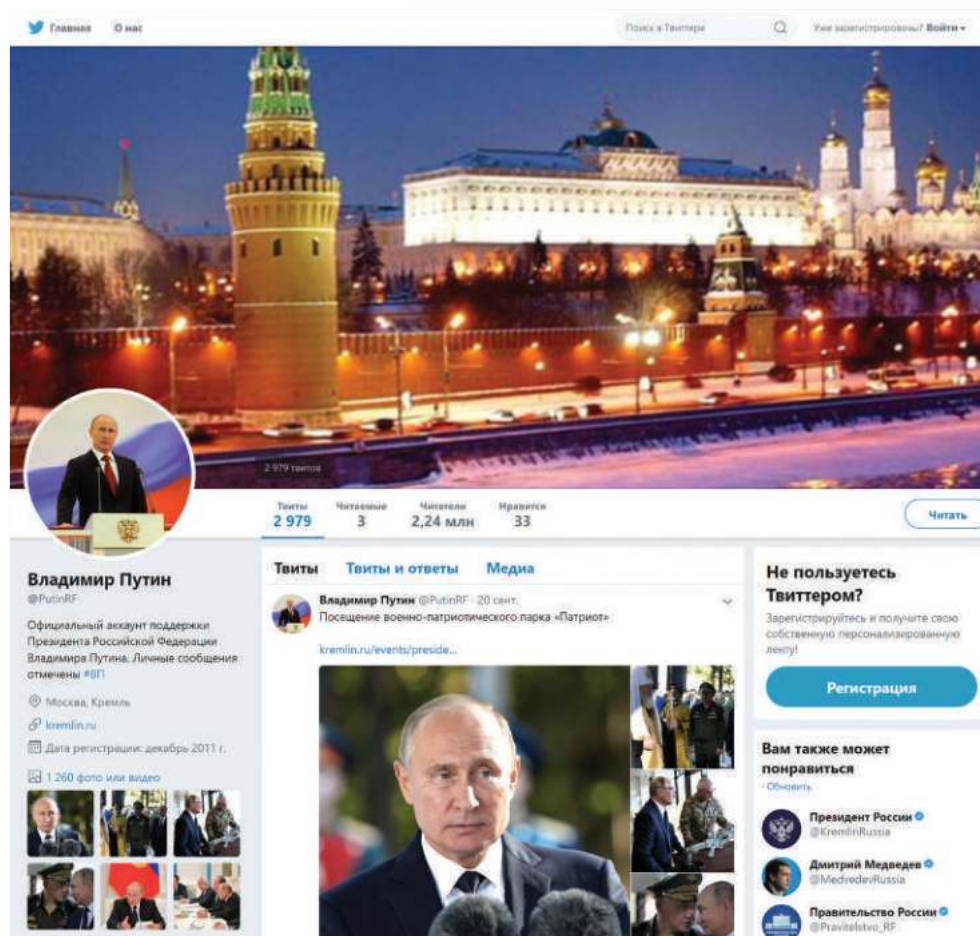 Главная О нас
Поиск в Твиттере
Уже зарегистрированы? Войти
2 979 твитов
Твиты Читаемые Читатели Нравится
2 979 3 2,24 млн 33
Читать
Владимир Путин
@PutinRF
Официальный аккаунт поддержки
Президента Российской Федерации
Владимира Путина. Личные сообщения
отмечены #ВП
Москва, Кремль
kremlin.ru
Дата регистрации: декабрь 2011 г.
1 260 фото или видео
Твиты Твиты и ответы Медиа
Владимир Путин @PutinRF · 20 сент.
Посещение военно-патриотического парка «Патриот»
kremlin.ru/events/preside...
Не пользуетесь
Твиттером?
Зарегистрируйтесь и получите свою
собственную персонализированную
ленту!
Регистрация
Вам также может
понравиться
· Обновить
Президент России
@KremlinRussia
Дмитрий Медведев
@MedvedevRussia
Правительство России
@Pravitelstvo_RF